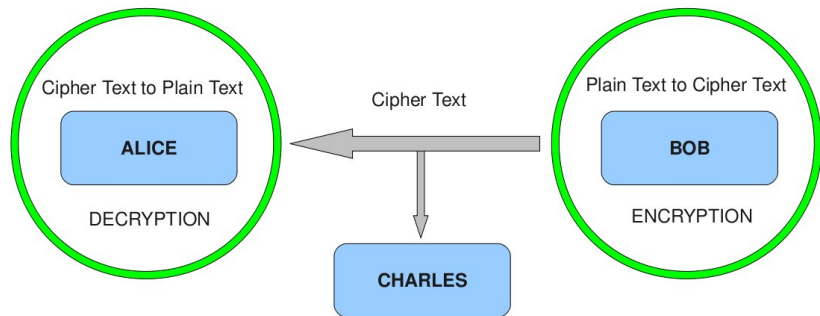 Cipher Text to Plain Text
ALICE
DECRYPTION
Cipher Text
CHARLES
Plain Text to Cipher Text
BOB
ENCRYPTION